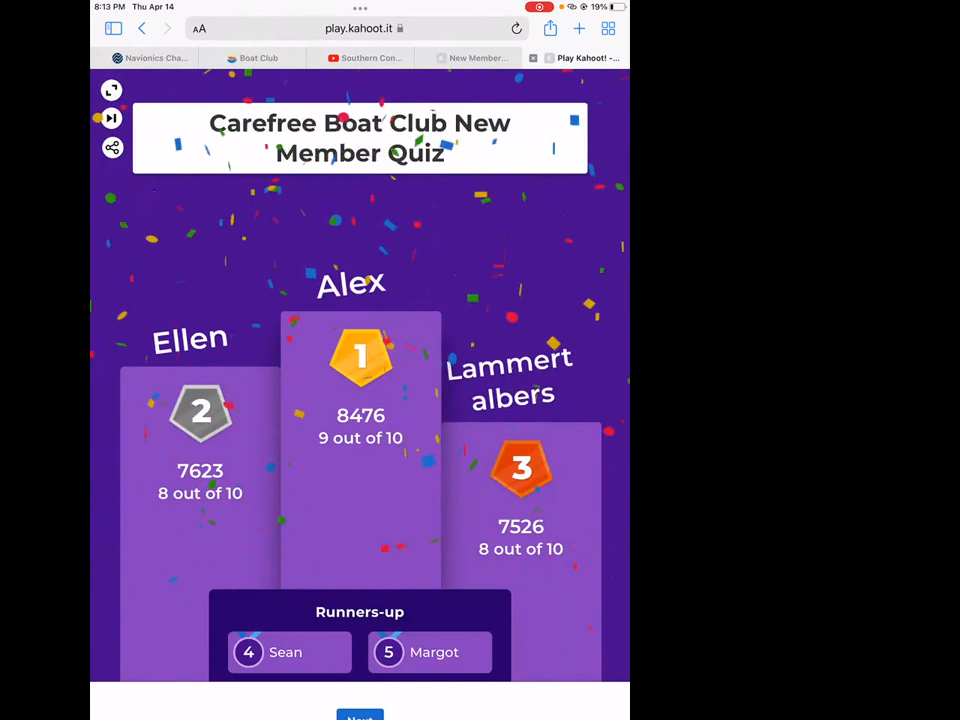 8:13 PM Thu Apr 14
19%
AA
play.kahoot.it
Navionics Cha...
Boat Club
Southern Con...
New Member...
Play Kahoot! -...
Carefree Boat Club New
Member Quiz
Alex
1
8476
9 out of 10
Ellen
2
7623
8 out of 10
Lammert
albers
3
7526
8 out of 10
Runners-up
4 Sean
5 Margot
Next